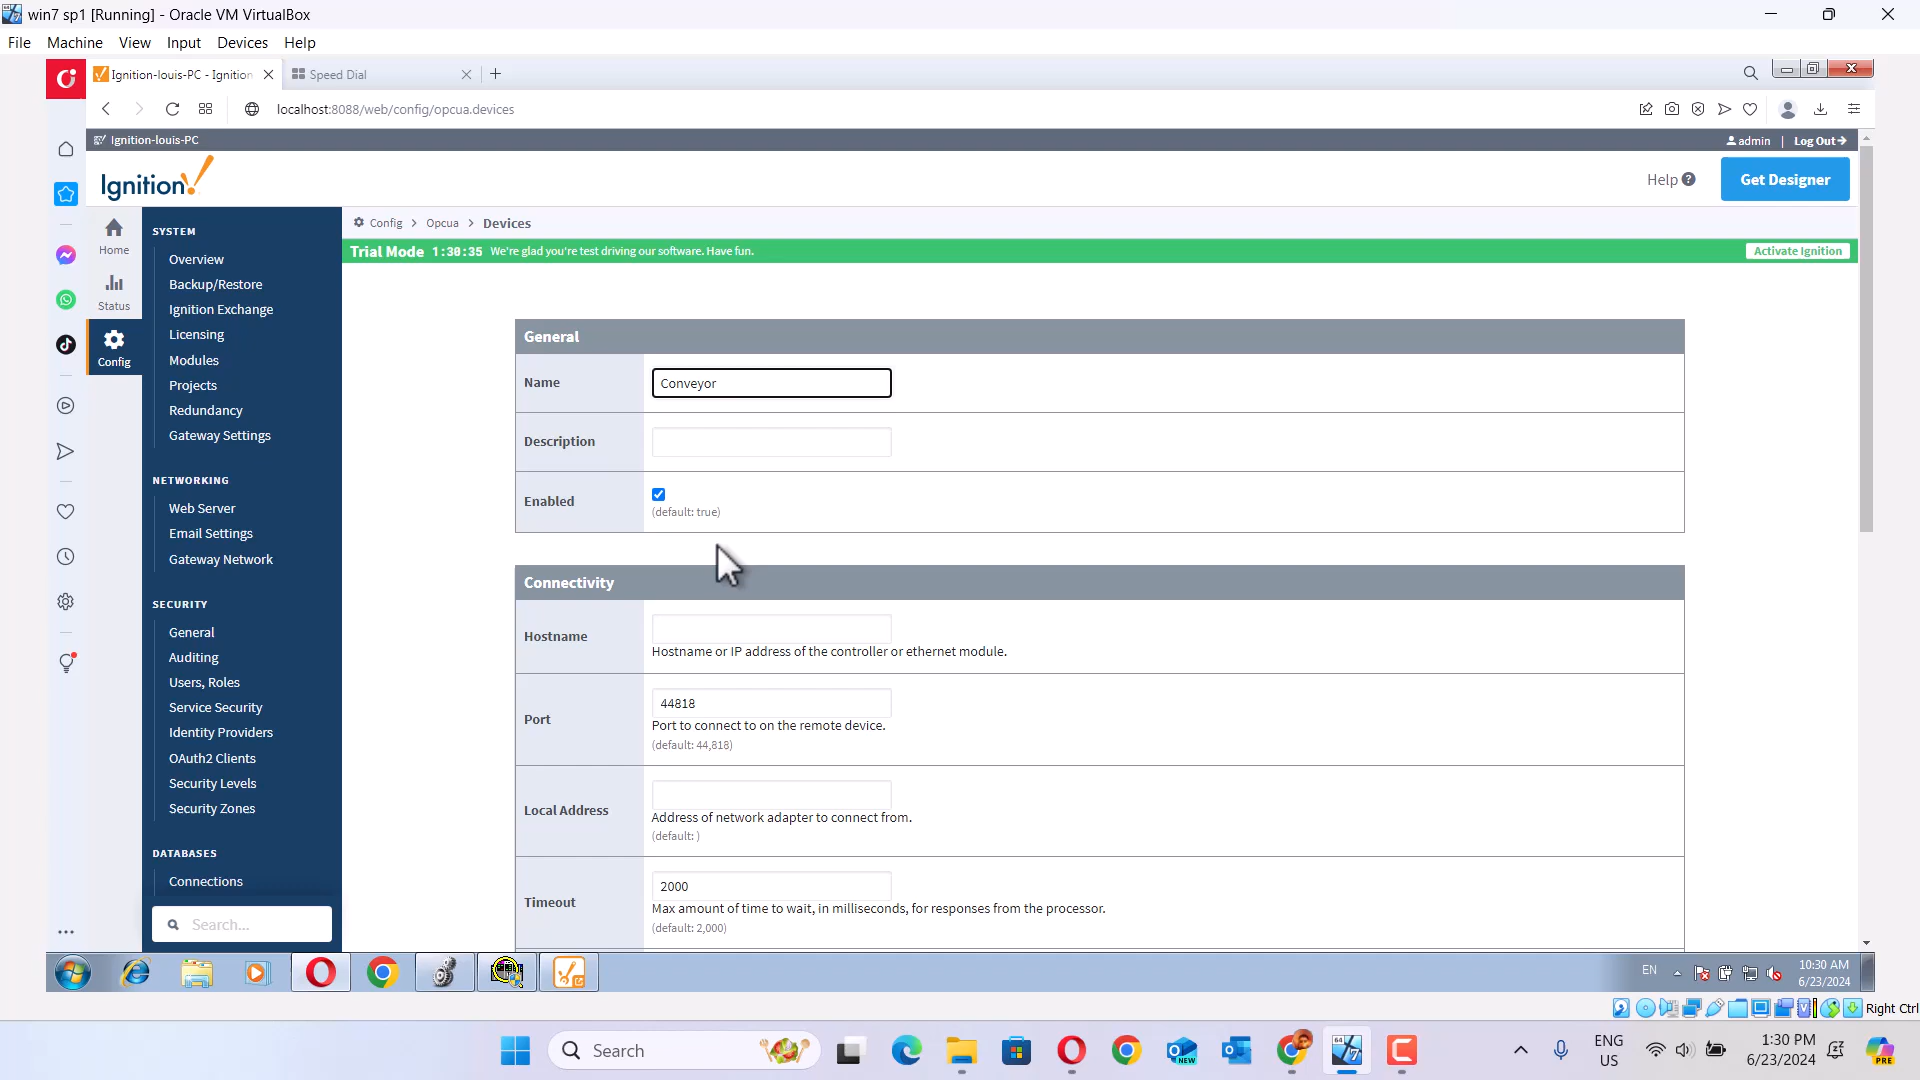 win7 sp1 [Running] - Oracle VM VirtualBox
File Machine View Input Devices Help
Ignition-louis-PC - Ignition
Speed Dial
localhost:8088/web/config/opcua.devices
Ignition-louis-PC
admin | Log Out
Ignition!
Help
Get Designer
Config > Opcua > Devices
Trial Mode 1:30:35 We're glad you're test driving our software. Have fun.
Activate Ignition
Home
Status
Config
SYSTEM
Overview
Backup/Restore
Ignition Exchange
Licensing
Modules
Projects
Redundancy
Gateway Settings
NETWORKING
Web Server
Email Settings
Gateway Network
SECURITY
General
Auditing
Users, Roles
Service Security
Identity Providers
OAuth2 Clients
Security Levels
Security Zones
DATABASES
Connections
Search...
General
Name
Conveyor
Description
Enabled
(default: true)
Connectivity
Hostname
Hostname or IP address of the controller or ethernet module.
Port
44818
Port to connect to on the remote device.
(default: 44,818)
Local Address
Address of network adapter to connect from.
(default: )
Timeout
2000
Max amount of time to wait, in milliseconds, for responses from the processor.
(default: 2,000)
EN
10:30 AM
6/23/2024
Right Ctrl
Search
NEW
64
7
ENG
US
1:30 PM
6/23/2024
PRE